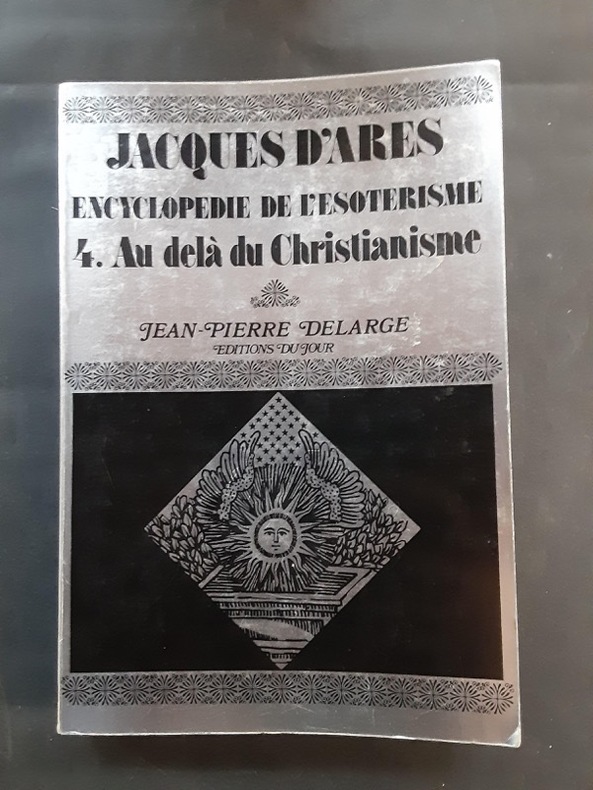 JACQUES D'ARES
ENCYCLOPEDIE DE L'ESOTERISME
4. Au delà du Christianisme
JEAN-PIERRE DELARGE
EDITIONS DU JOUR